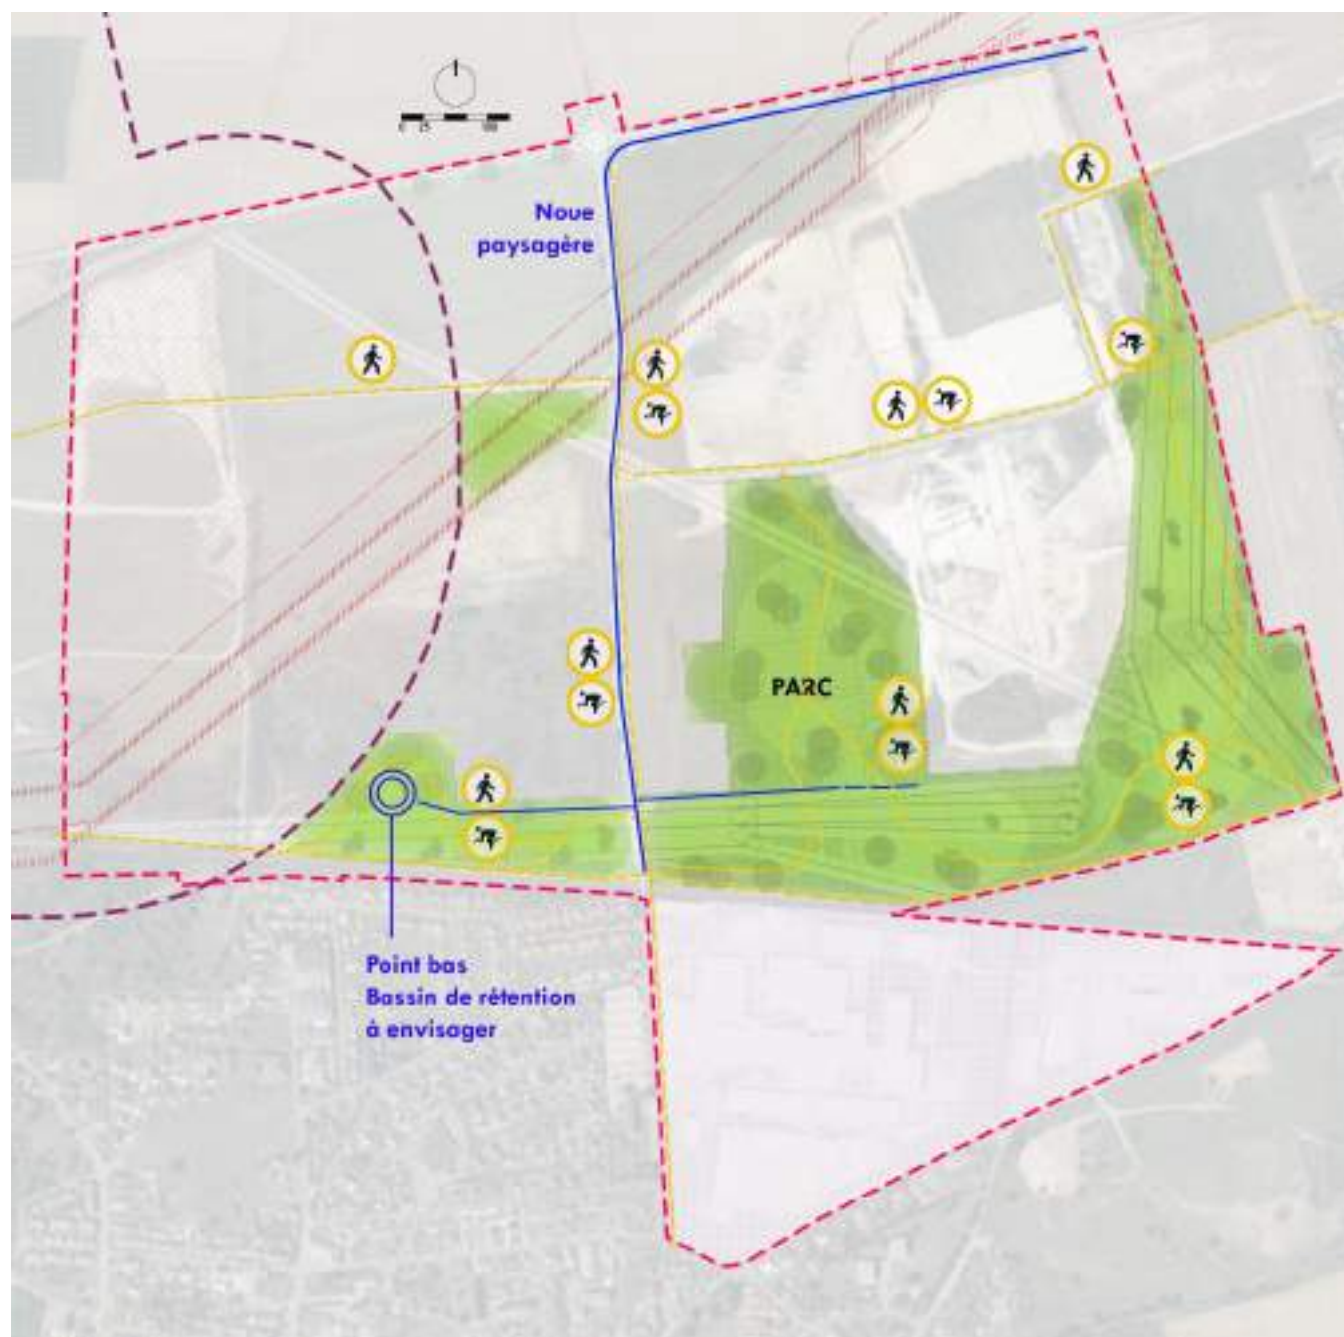 Noue
paysagère
PARC
Point bas
Bassin de rétention
à envisager